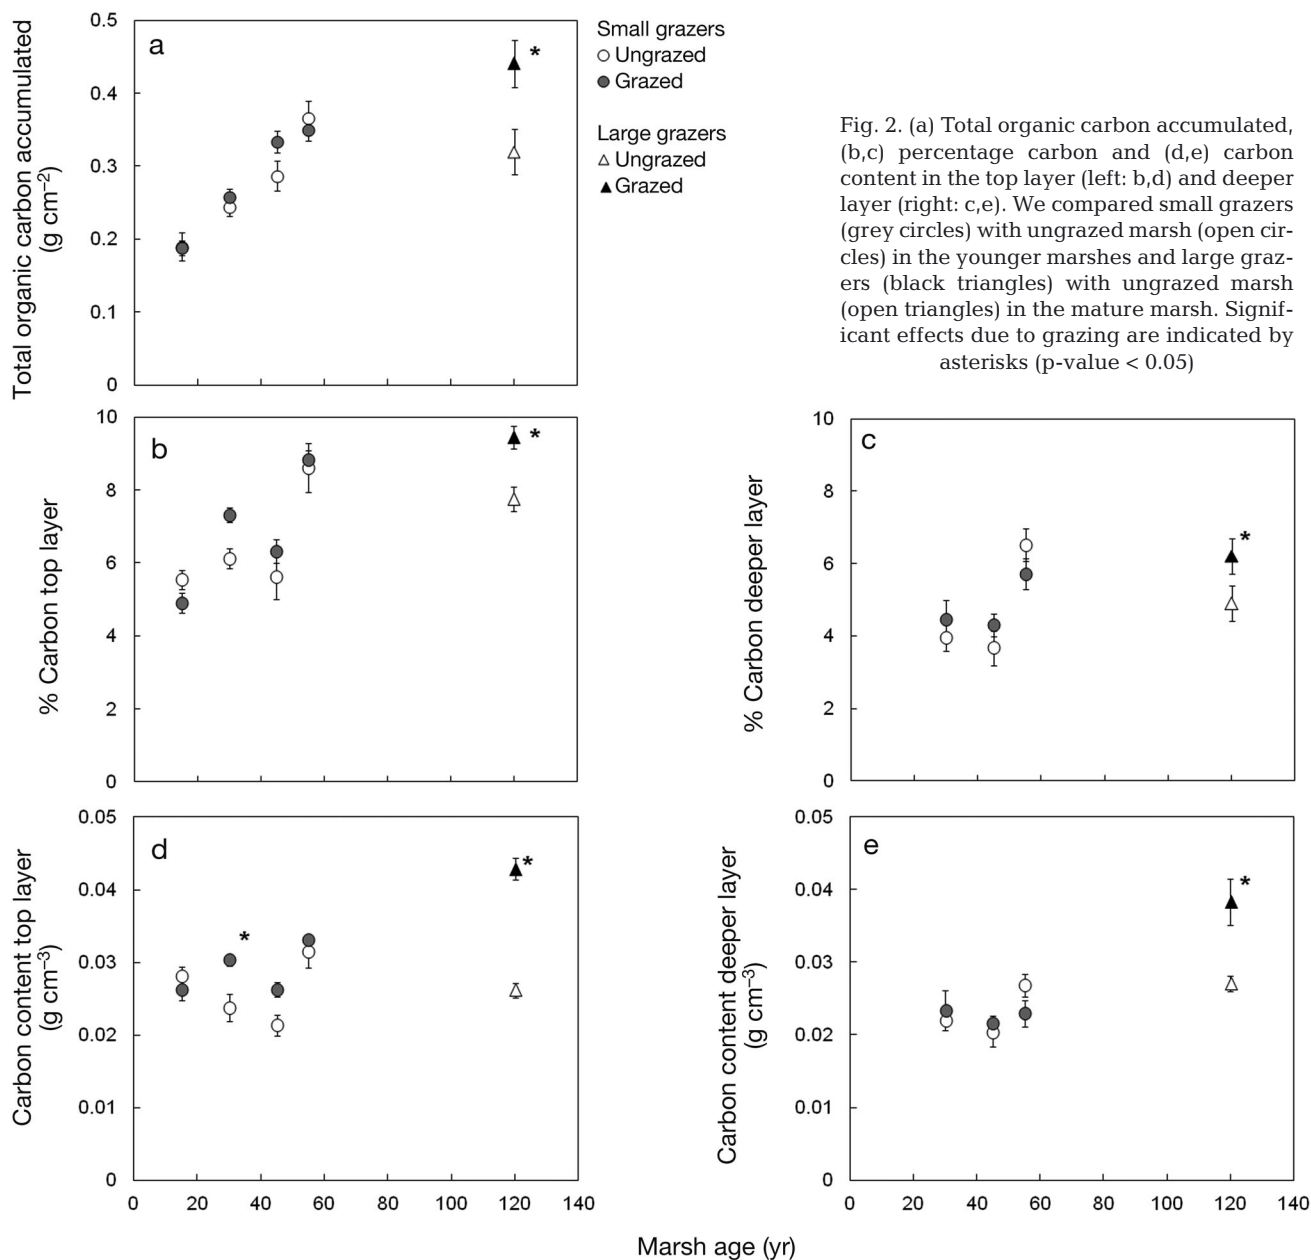 a
Total organic carbon accumulated
(g cm–2)
0.5
0.4
0.3
0.2
0.1
0
*
Small grazers
Ungrazed
Grazed
Large grazers
Ungrazed
Grazed
Fig. 2. (a) Total organic carbon accumulated,
(b,c) percentage carbon and (d,e) carbon
content in the top layer (left: b,d) and deeper
layer (right: c,e). We compared small grazers
(grey circles) with ungrazed marsh (open cir-
cles) in the younger marshes and large graz-
ers (black triangles) with ungrazed marsh
(open triangles) in the mature marsh. Signif-
icant effects due to grazing are indicated by
asterisks (p-value < 0.05)
b
% Carbon top layer
10
8
6
4
2
0
*
c
% Carbon deeper layer
10
8
6
4
2
0
*
d
Carbon content top layer
(g cm–3)
0.05
0.04
0.03
0.02
0.01
0
*
*
0 20 40 60 80 100 120 140
e
Carbon content deeper layer
(g cm–3)
0.05
0.04
0.03
0.02
0.01
0
*
0 20 40 60 80 100 120 140
Marsh age (yr)